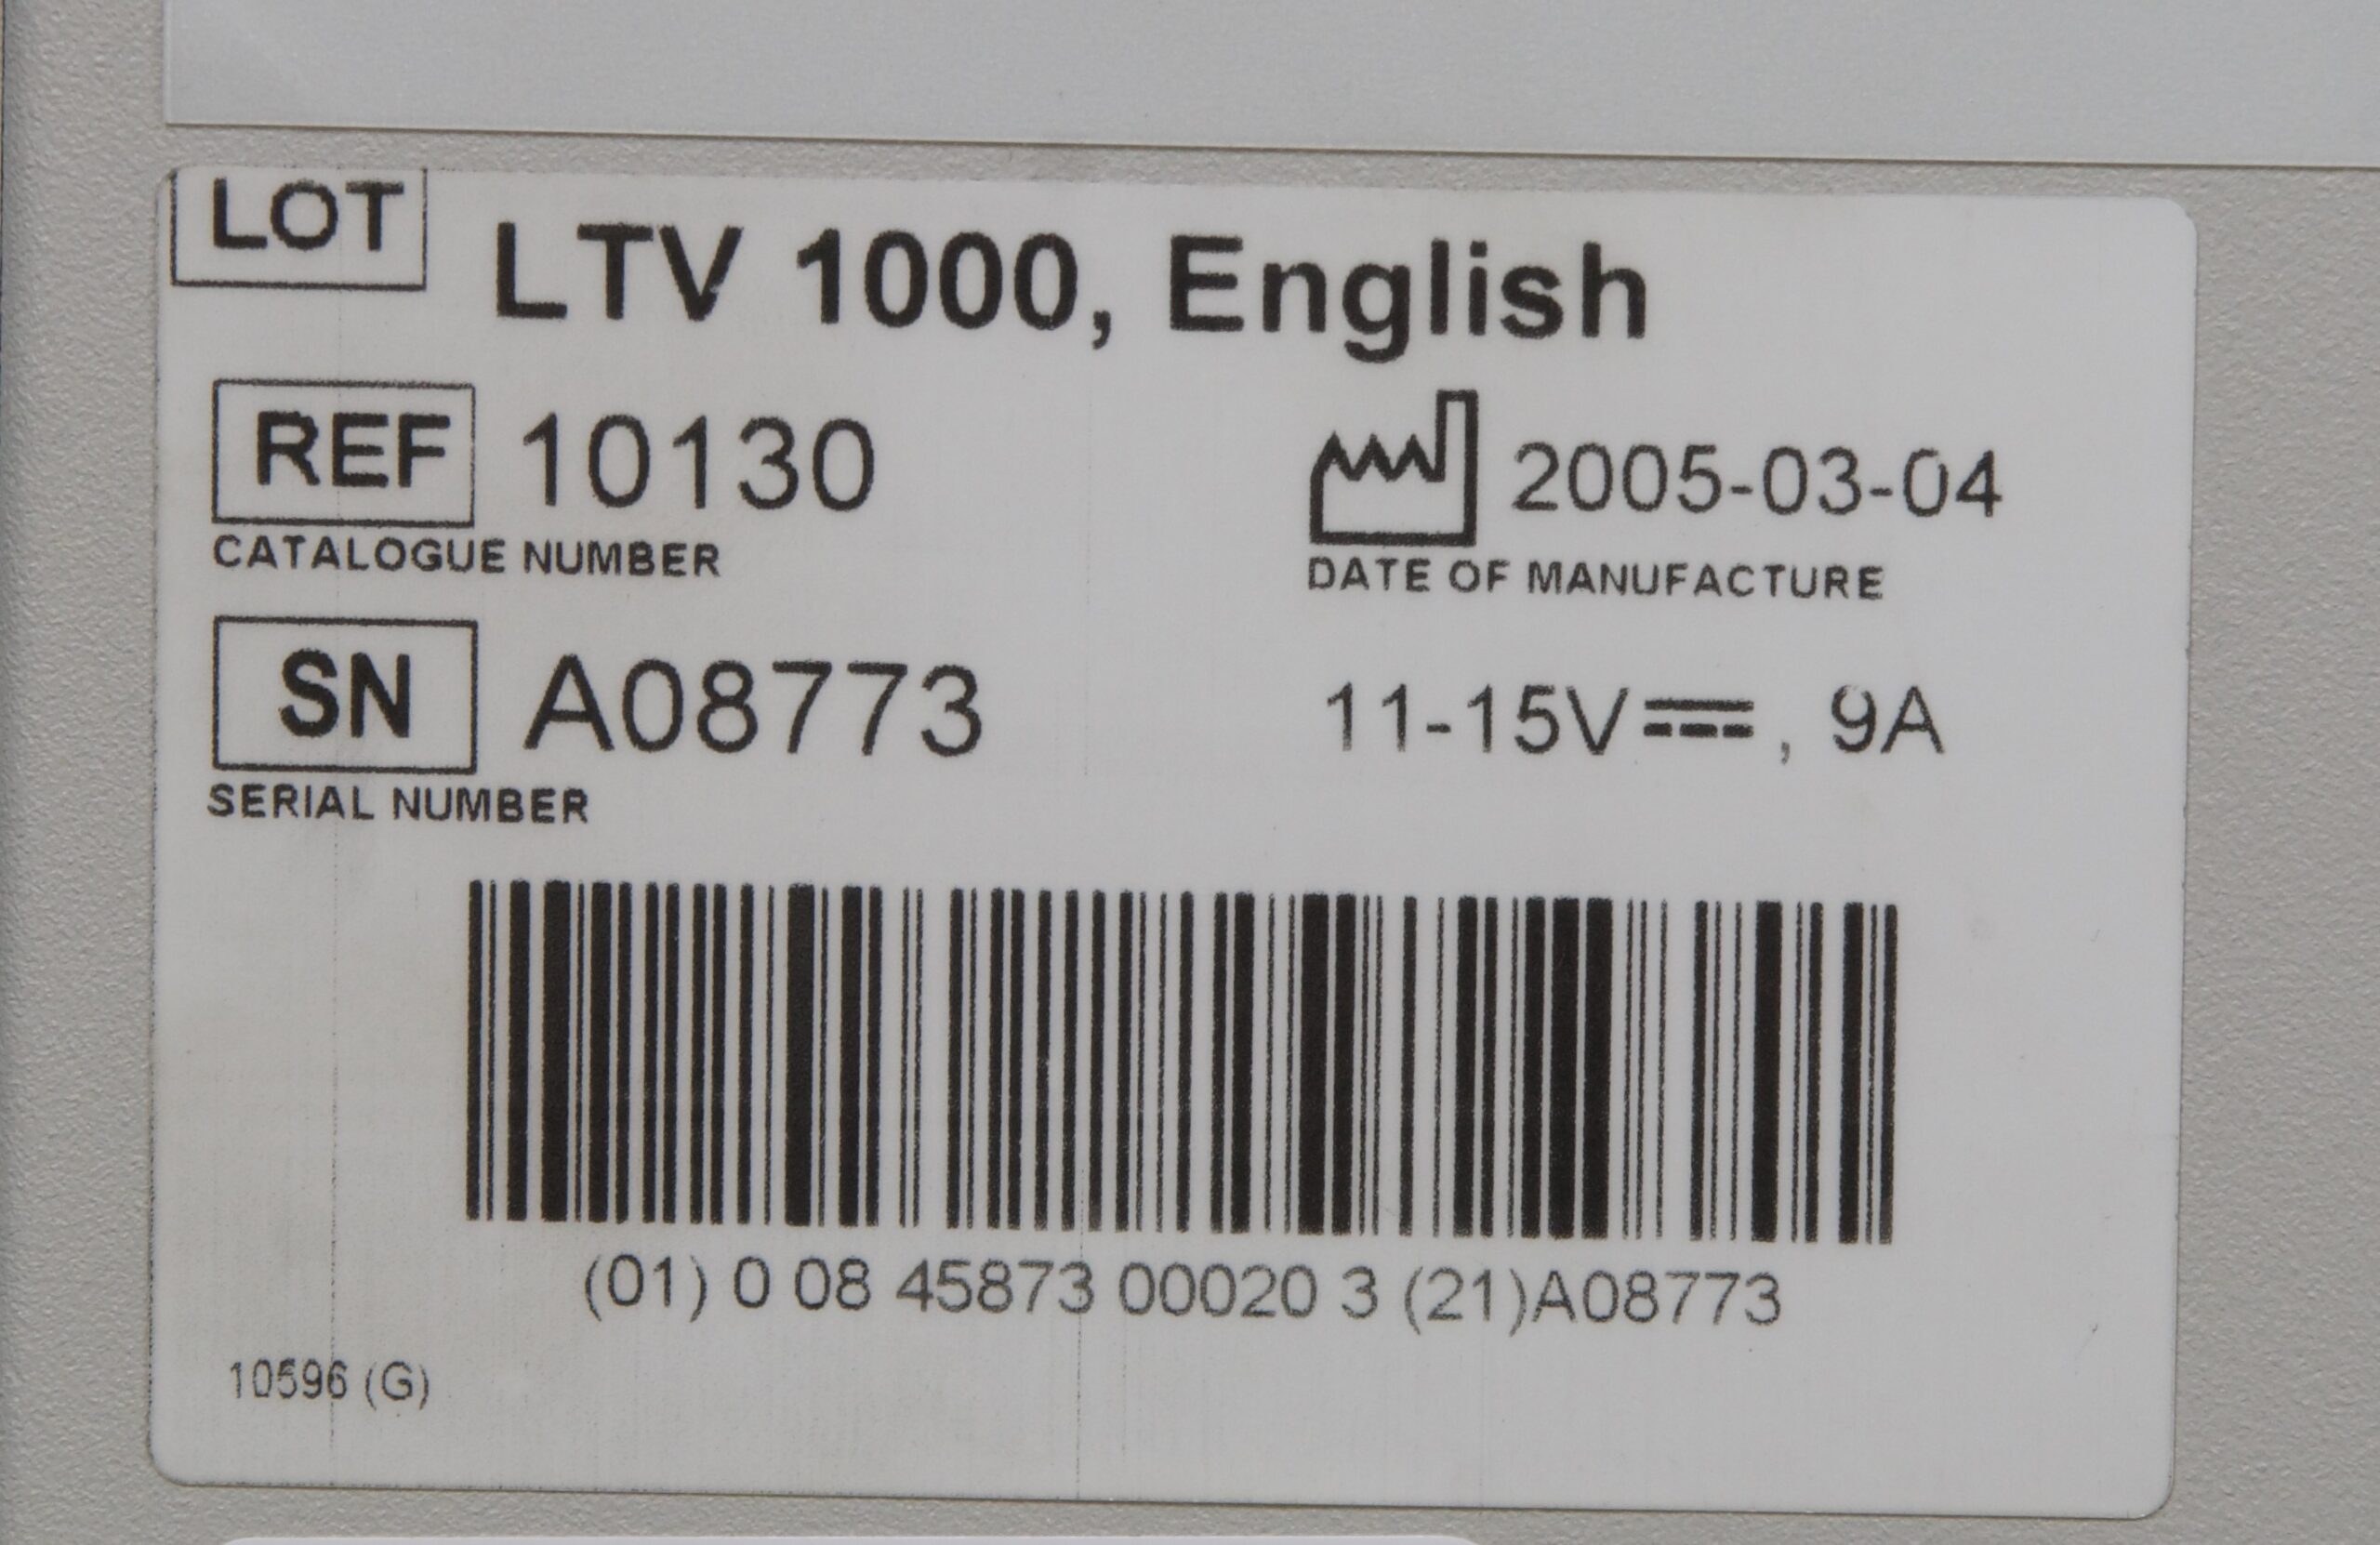 LOT
LTV 1000, English
REF 10130
CATALOGUE NUMBER
2005-03-04
DATE OF MANUFACTURE
SN A08773
SERIAL NUMBER
11-15V⎓, 9A
(01) 0 08 45873 00020 3 (21)A08773
10596 (G)